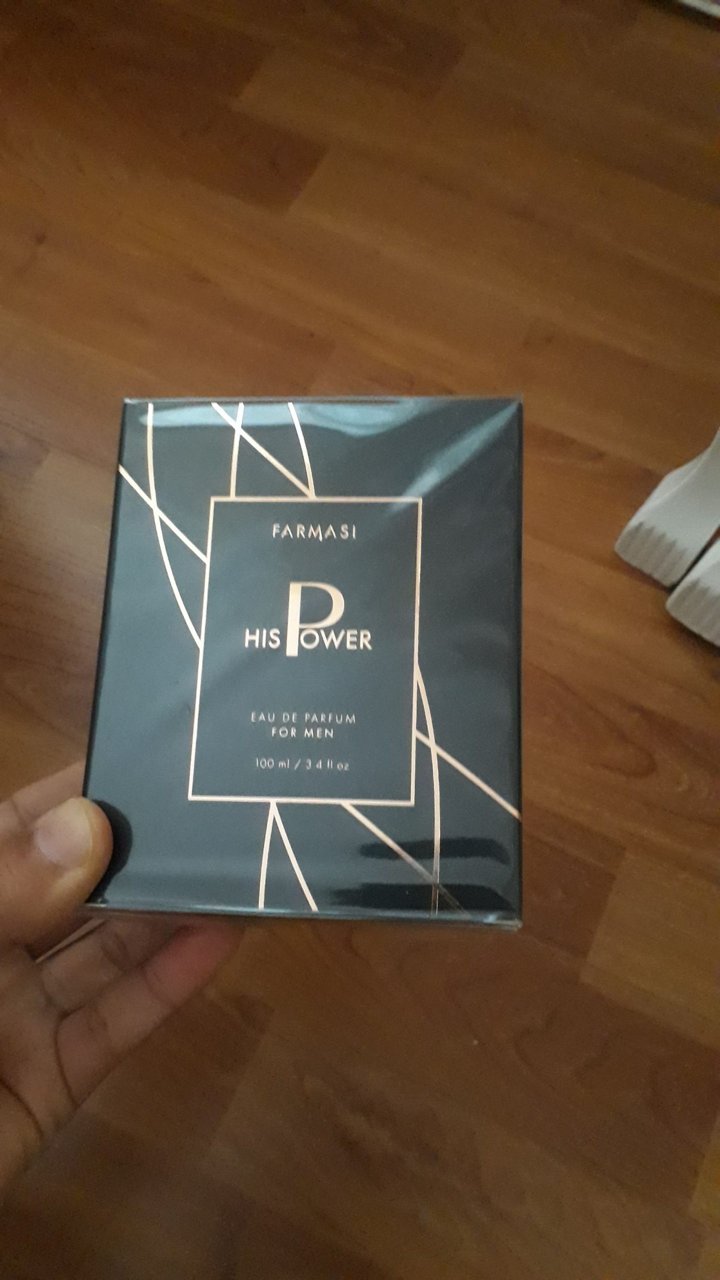 FARMASI
HIS POWER
EAU DE PARFUM
FOR MEN
100 ml / 3.4 fl oz